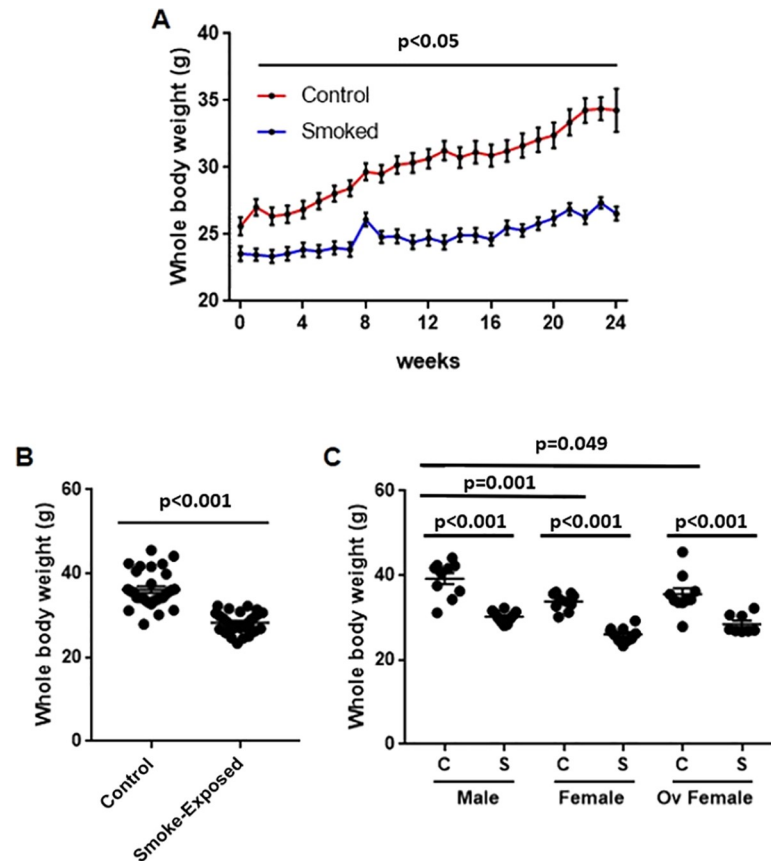 A
p<0.05
Whole body weight (g)
40
35
30
25
20
Control
Smoked
0 4 8 12 16 20 24
weeks
B
p<0.001
Whole body weight (g)
60
40
20
0
Control
Smoke-Exposed
C
p=0.049
p=0.001
p<0.001 p<0.001 p<0.001
Whole body weight (g)
60
40
20
0
C S C S C S
Male Female Ov Female